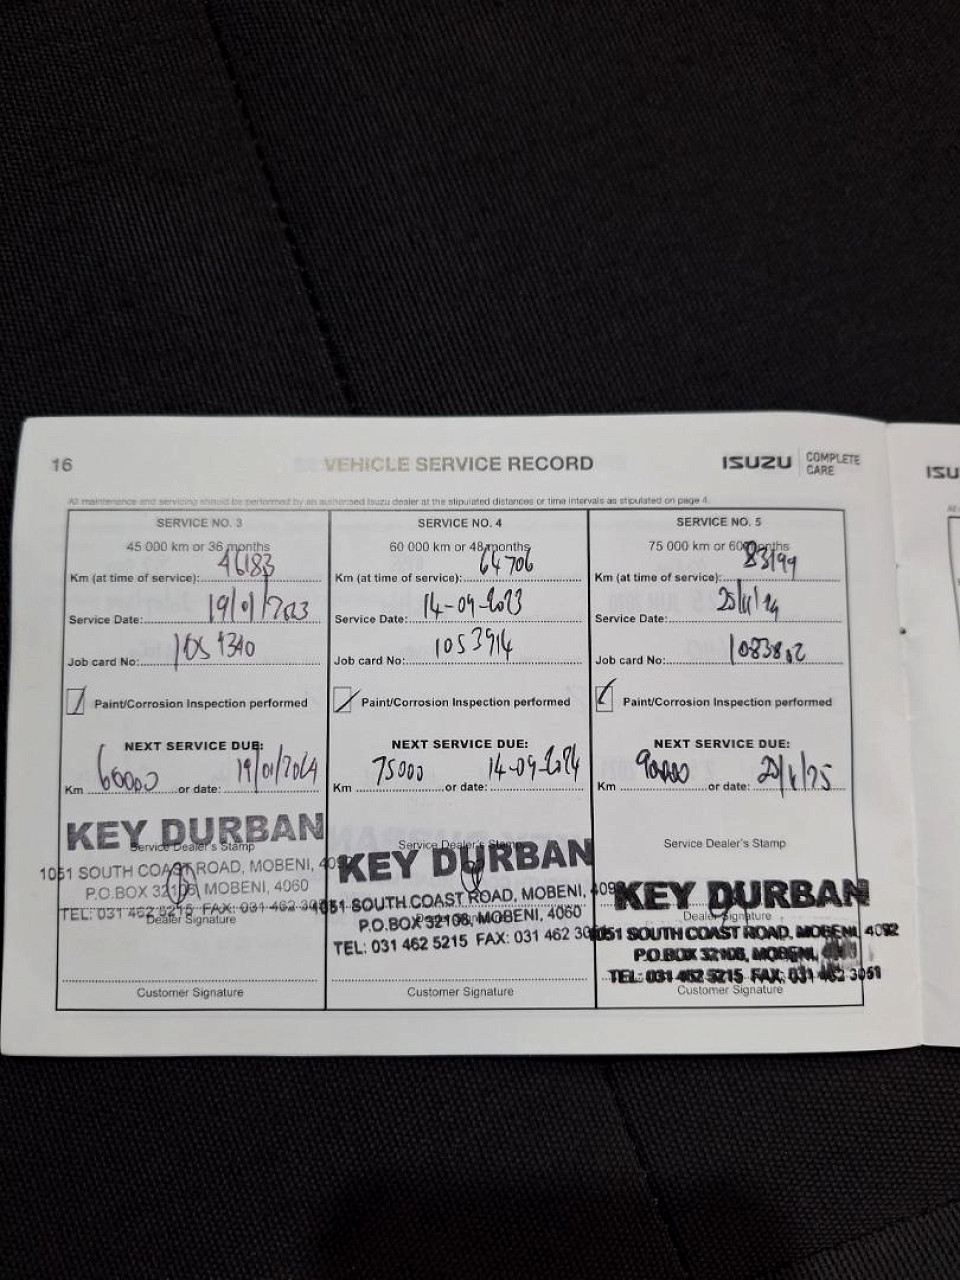 16
VEHICLE SERVICE RECORD
ISUZU COMPLETE CARE
ISU
All maintenance and servicing should be performed by an authorised Isuzu dealer at the stipulated distances or time intervals as stipulated on page 4.
SERVICE NO. 3
45 000 km or 36 months
Km (at time of service): 46183
Service Date: 19/01/2023
Job card No:
Paint/Corrosion Inspection performed
NEXT SERVICE DUE:
Km 60000 or date: 19/01/2024
KEY DURBAN
Service Dealer's Stamp
1051 SOUTH COAST ROAD, MOBENI, 409
P.O.BOX 32108, MOBENI, 4060
TEL: 031 462 5215 FAX: 031 462 30
Dealer Signature
Customer Signature
SERVICE NO. 4
60 000 km or 48 months
Km (at time of service): 64706
Service Date: 14-09-2023
Job card No: 1053914
Paint/Corrosion Inspection performed
NEXT SERVICE DUE:
Km 75000 or date: 14-09-2024
Service Dealer's Stamp
KEY DURBAN
1051 SOUTH COAST ROAD, MOBENI, 409
P.O.BOX 32108, MOBENI, 4060
TEL: 031 462 5215 FAX: 031 462 30
Customer Signature
SERVICE NO. 5
75 000 km or 60 months
Km (at time of service): 83199
Service Date:
Job card No: 1083802
Paint/Corrosion Inspection performed
NEXT SERVICE DUE:
Km 90000 or date:
Service Dealer's Stamp
KEY DURBAN
Dealer Signature
1051 SOUTH COAST ROAD, MOBENI, 4092
P.O.BOX 32108, MOBENI,
TEL: 031 462 5215 FAX: 031 462 3051
Customer Signature